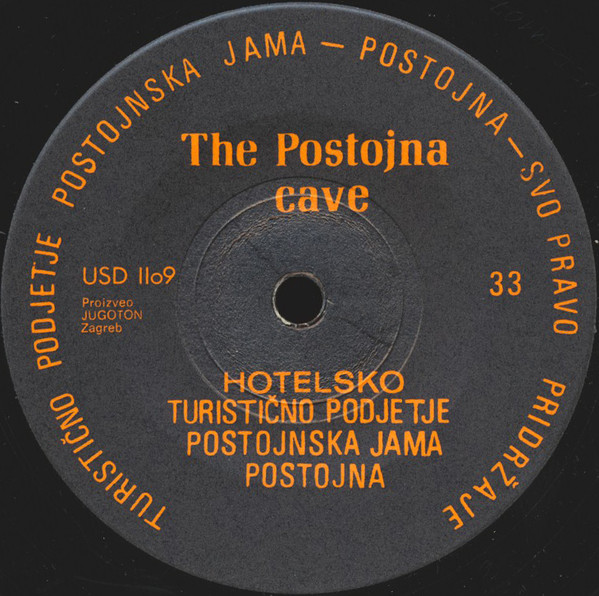 TURISTIČNO PODJETJE POSTOJNSKA JAMA — POSTOJNA — SVO PRAVO PRIDRŽAJE
The Postojna
cave
USD IIo9
Proizveo
JUGOTON
Zagreb
33
HOTELSKO
TURISTIČNO PODJETJE
POSTOJNSKA JAMA
POSTOJNA